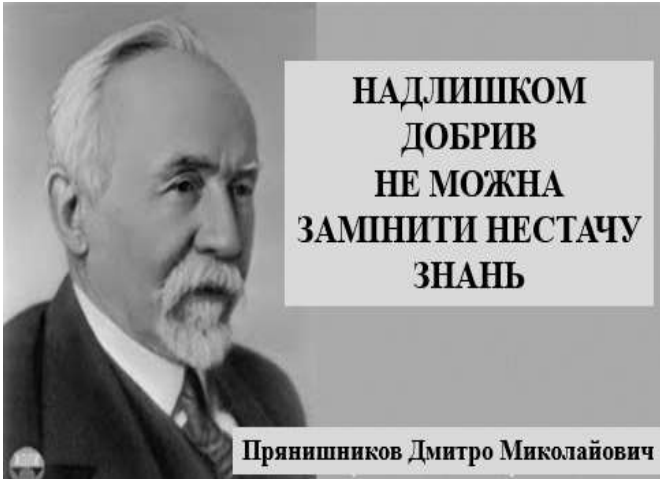 НАДЛИШКОМ
ДОБРИВ
НЕ МОЖНА
ЗАМІНИТИ НЕСТАЧУ
ЗНАНЬ
Прянишников Дмитро Миколайович